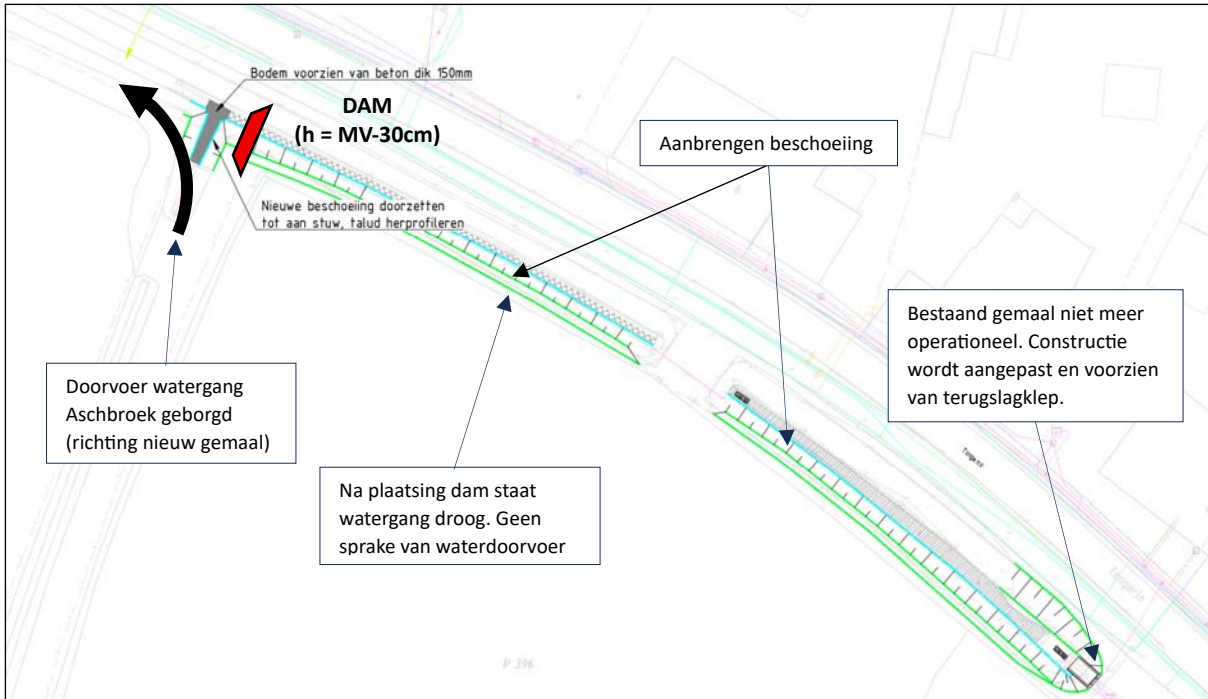 Bodem voorzien van beton dik 150mm
DAM
(h = MV-30cm)
Aanbrengen beschoeiing
Nieuwe beschoeiing doorzetten
tot aan stuw, talud herprofileren
Bestaand gemaal niet meer
operationeel. Constructie
wordt aangepast en voorzien
van terugslagklep.
Doorvoer watergang
Aschbroek geborgd
(richting nieuw gemaal)
Na plaatsing dam staat
watergang droog. Geen
sprake van waterdoorvoer
P 396